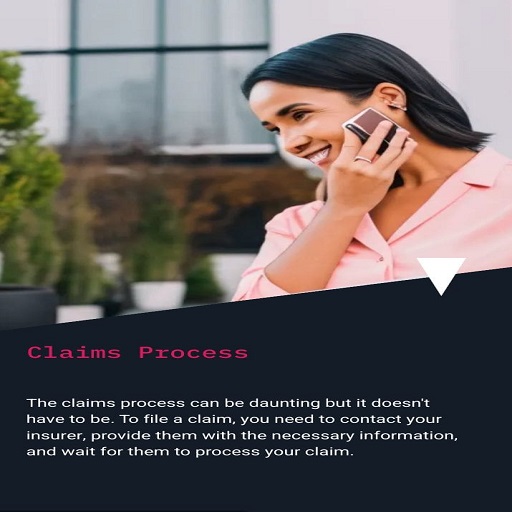 Claims Process
The claims process can be daunting but it doesn't
have to be. To file a claim, you need to contact your
insurer, provide them with the necessary information,
and wait for them to process your claim.